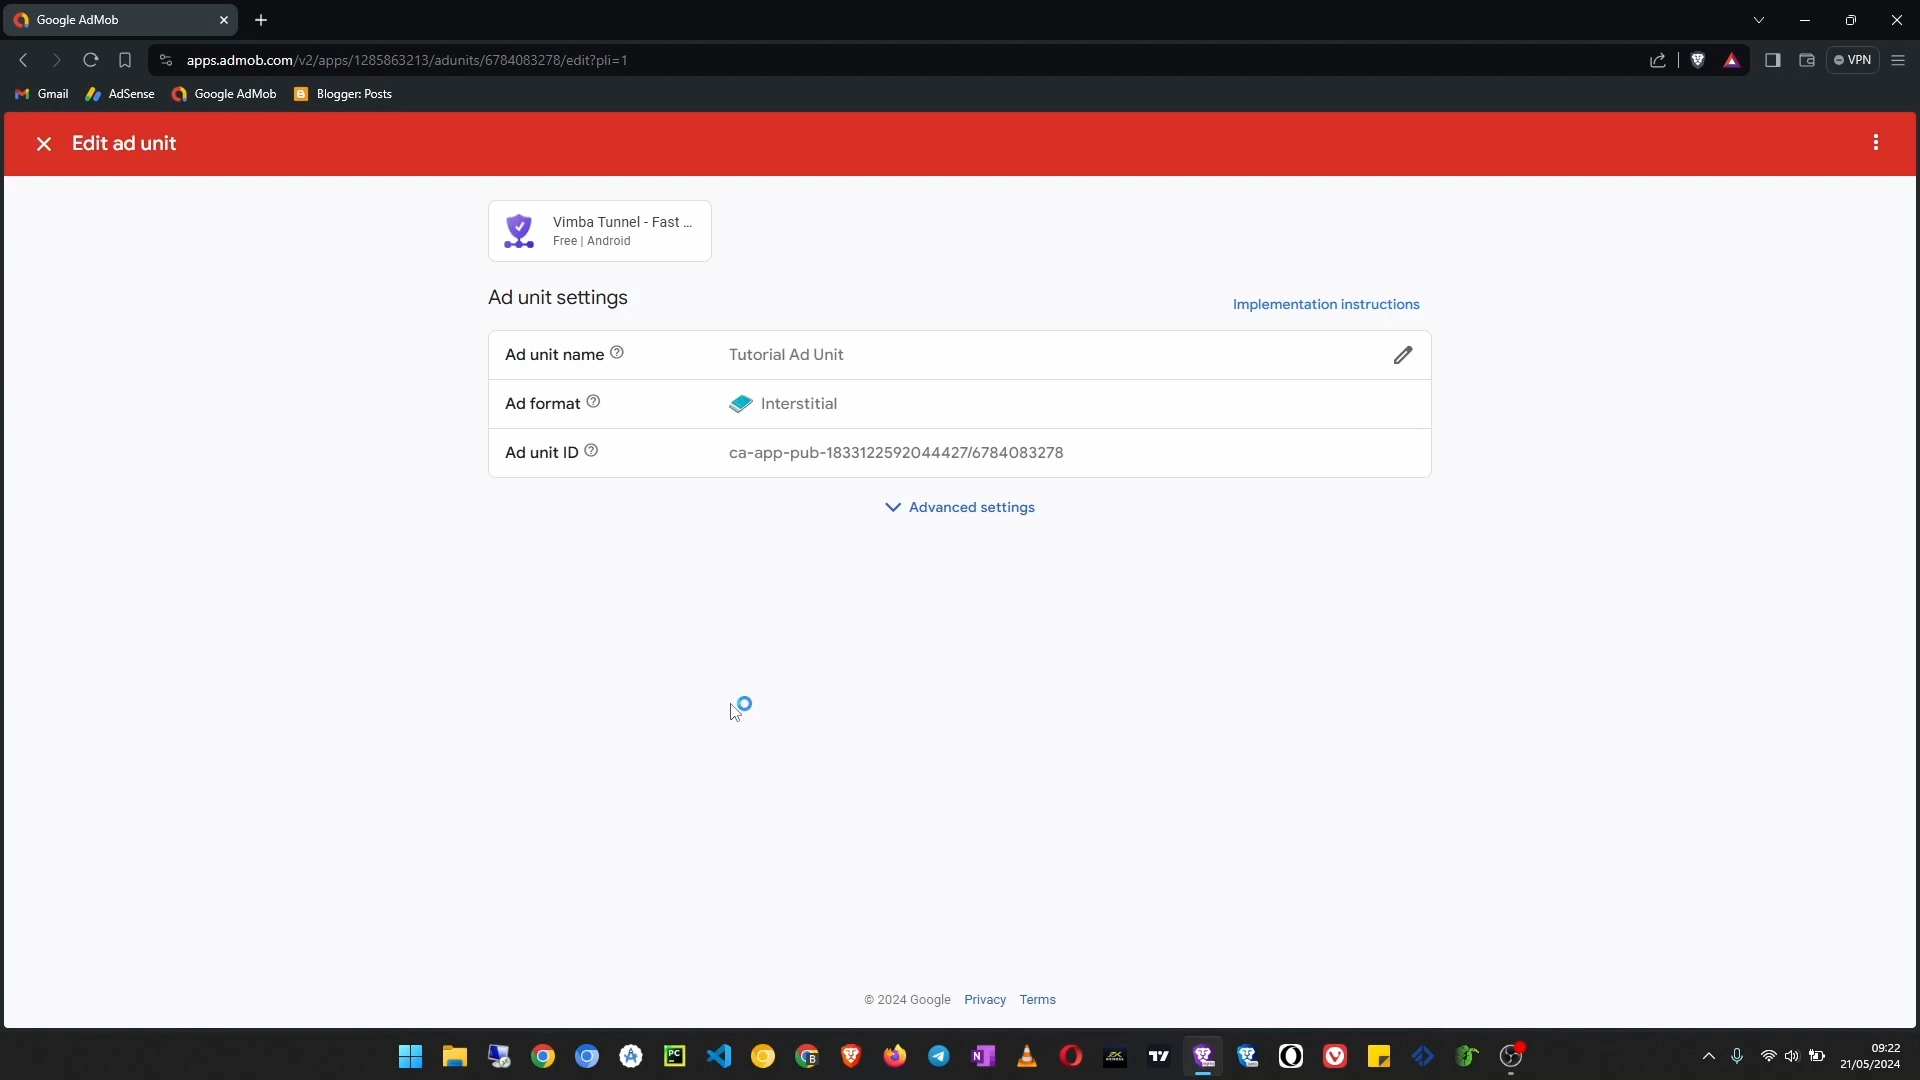 Google AdMob
apps.admob.com/v2/apps/1285863213/adunits/6784083278/edit?pli=1
VPN
Gmail
AdSense
Google AdMob
Blogger: Posts
Edit ad unit
Vimba Tunnel - Fast ...
Free | Android
Ad unit settings
Implementation instructions
Ad unit name
Tutorial Ad Unit
Ad format
Interstitial
Ad unit ID
ca-app-pub-1833122592044427/6784083278
Advanced settings
© 2024 Google Privacy Terms
09:22
21/05/2024